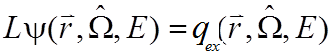 Lψ(r⃗, Ω̂, E) = q_ex(r⃗, Ω̂, E)